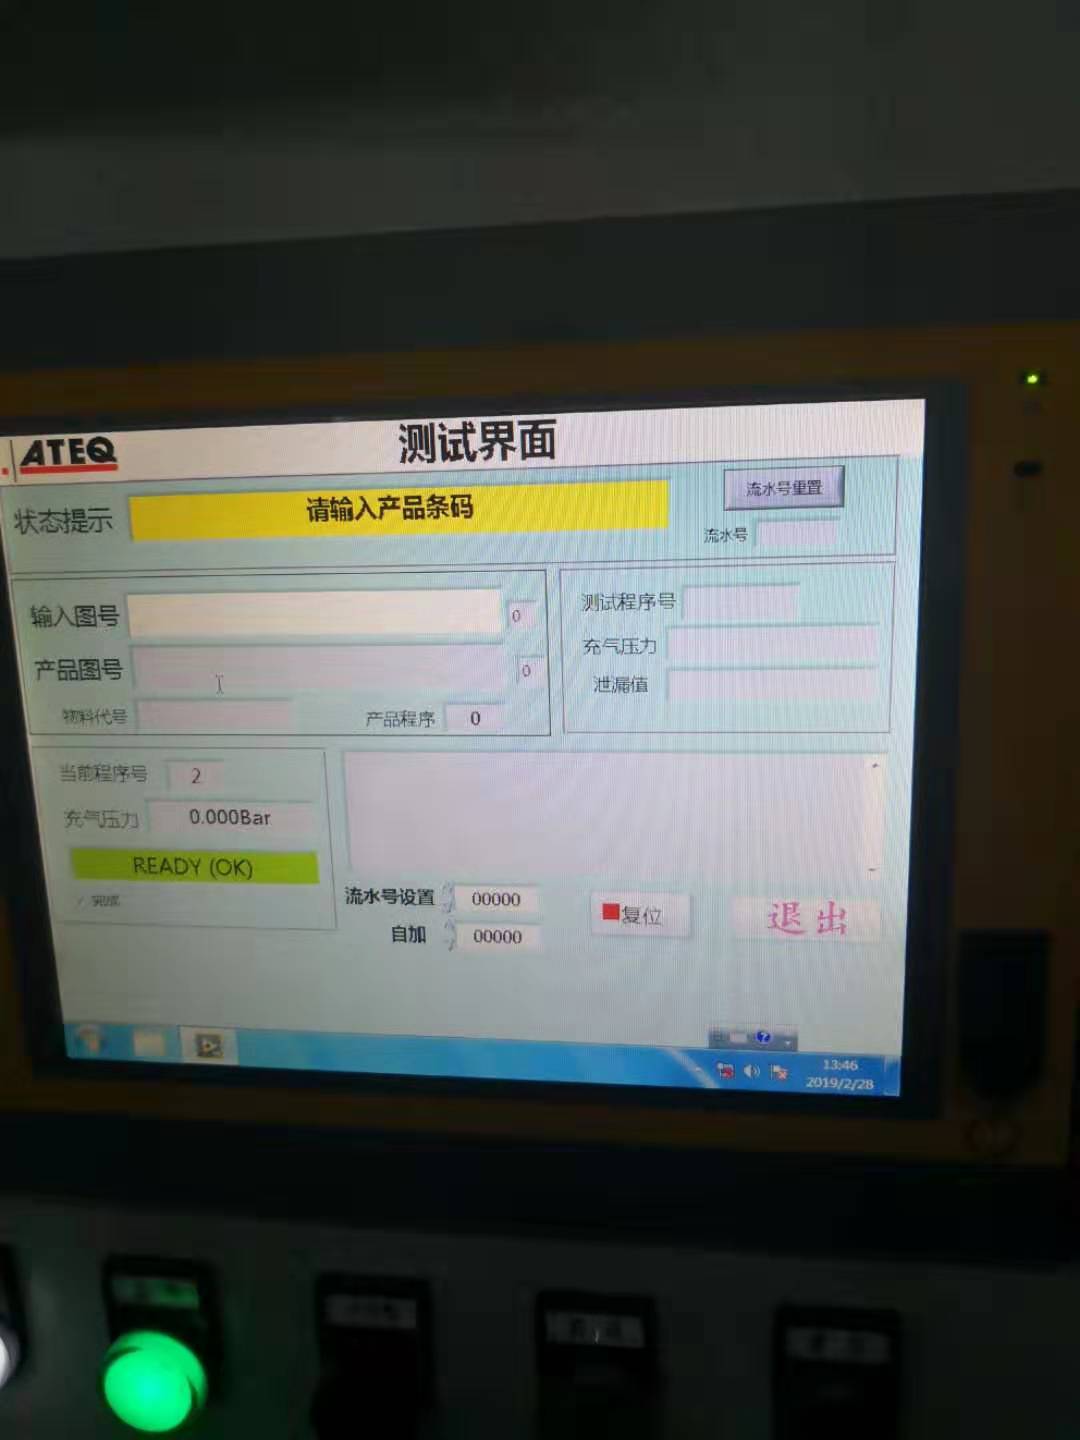 ATEQ
测试界面
状态提示
请输入产品条码
流水号重置
流水号
输入图号
0
产品图号
0
物料代号
产品程序
0
测试程序号
充气压力
泄漏值
当前程序号
2
充气压力
0.000Bar
READY (OK)
完成
流水号设置
00000
自加
00000
复位
退出
13:46
2019/2/28